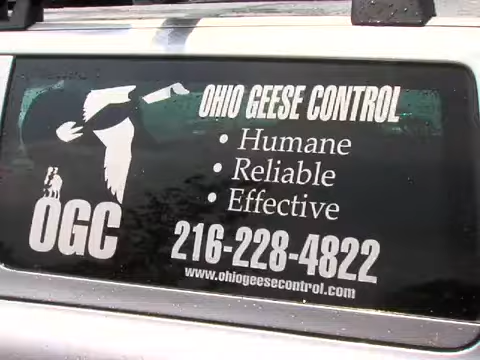 OHIO GEESE CONTROL
• Humane
• Reliable
• Effective
OGC
216-228-4822
www.ohiogeesecontrol.com